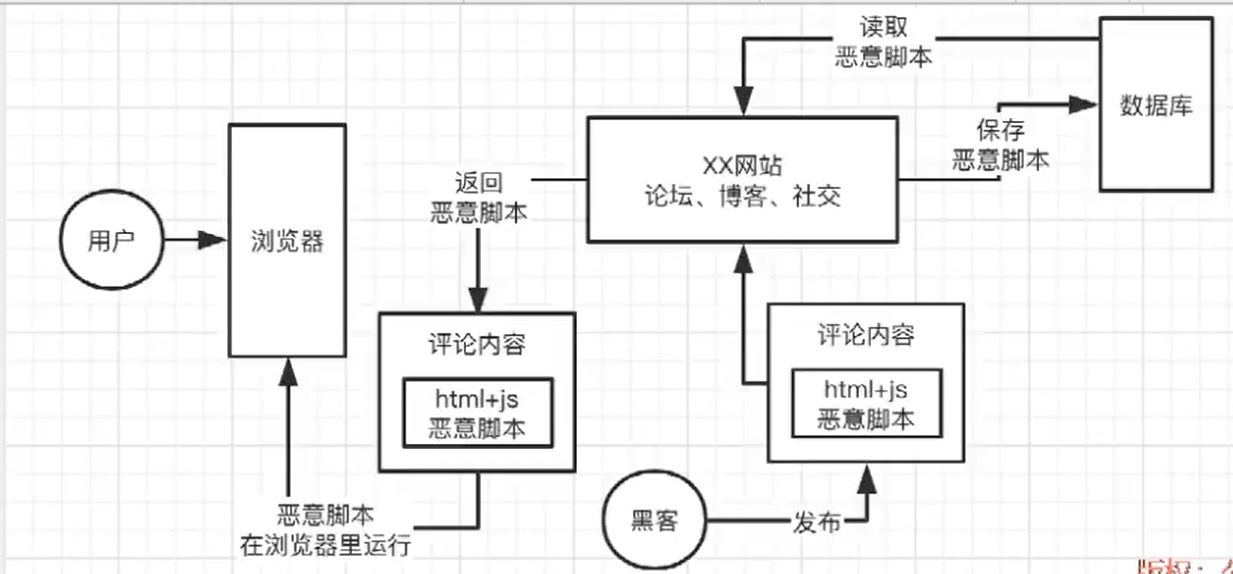 读取
恶意脚本
数据库
保存
恶意脚本
XX网站
论坛、博客、社交
返回
恶意脚本
用户
浏览器
评论内容
html+js
恶意脚本
评论内容
html+js
恶意脚本
恶意脚本
在浏览器里运行
黑客
发布
版权：